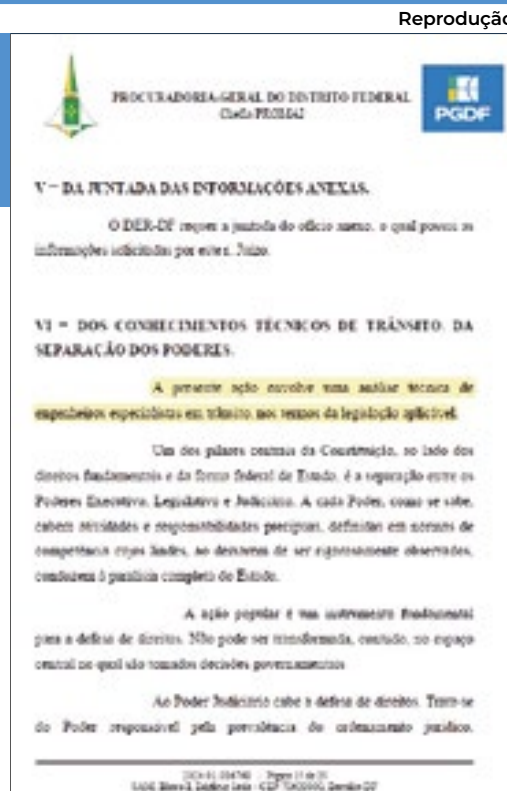 Reprodução
PROCURADORIA-GERAL DO DISTRITO FEDERAL
PGDF
V – DA JUNTADA DAS INFORMAÇÕES ANEXAS.
O DER-DF requer a juntada do ofício anexo, o qual possui as
informações solicitadas por este i. Juízo.
VI – DOS CONHECIMENTOS TÉCNICOS DE TRÂNSITO. DA
SEPARAÇÃO DOS PODERES.
A presente ação envolve uma análise técnica de
engenheiros especialistas em trânsito, nos termos da legislação aplicável.
Um dos pilares centrais da Constituição, ao lado dos
direitos fundamentais e da forma federal de Estado, é a separação entre os
Poderes Executivo, Legislativo e Judiciário. A cada Poder, como se sabe,
cabem atividades e responsabilidades precípuas, definidas em normas de
competência cujos lindes, ao deixarem de ser rigorosamente observados,
conduzem à paralisia completa do Estado.
A ação popular é um instrumento fundamental
para a defesa de direitos. Não pode ser transformada, contudo, no espaço
central no qual são tomadas decisões governamentais
Ao Poder Judiciário cabe a defesa de direitos. Trata-se
do Poder responsável pela prevalência do ordenamento jurídico,